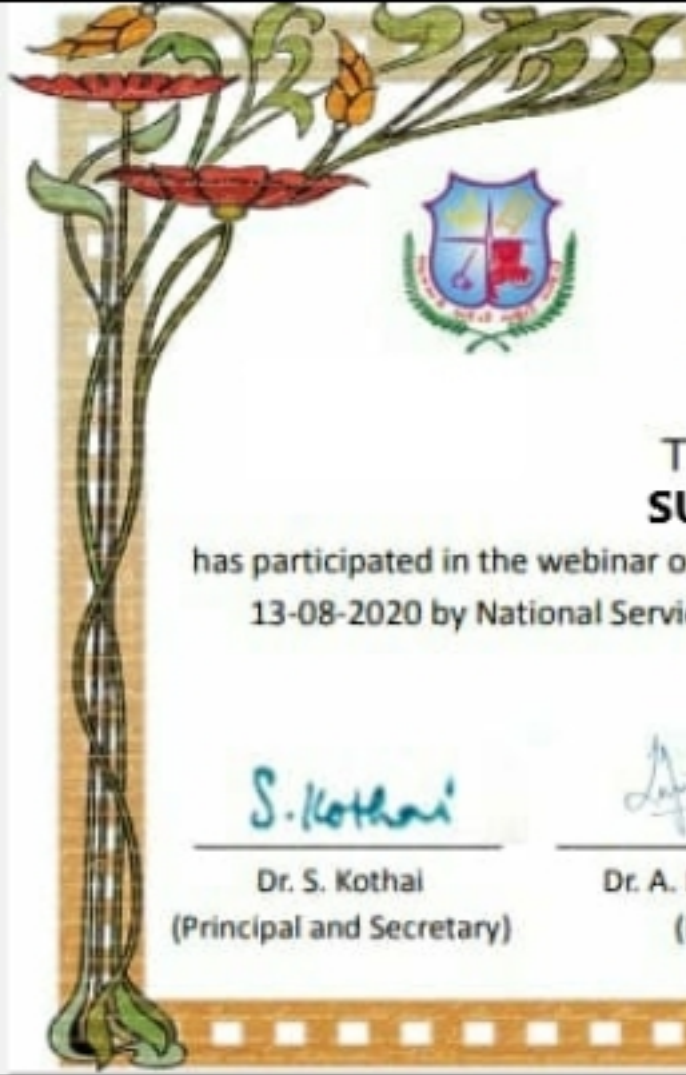 T
SU
has participated in the webinar o
13-08-2020 by National Servi
S. Kothai
Dr. S. Kothai
Dr. A.
(Principal and Secretary)
(